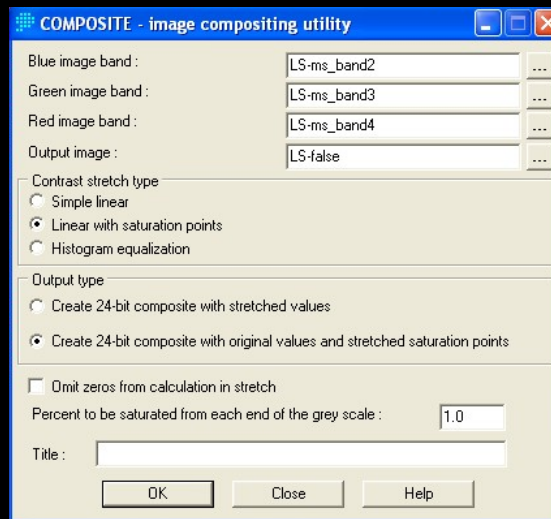 COMPOSITE - image compositing utility
Blue image band : LS-ms_band2 ...
Green image band : LS-ms_band3 ...
Red image band : LS-ms_band4 ...
Output image : LS-false ...
Contrast stretch type
Simple linear
Linear with saturation points
Histogram equalization
Output type
Create 24-bit composite with stretched values
Create 24-bit composite with original values and stretched saturation points
Omit zeros from calculation in stretch
Percent to be saturated from each end of the grey scale : 1.0
Title :
OK Close Help